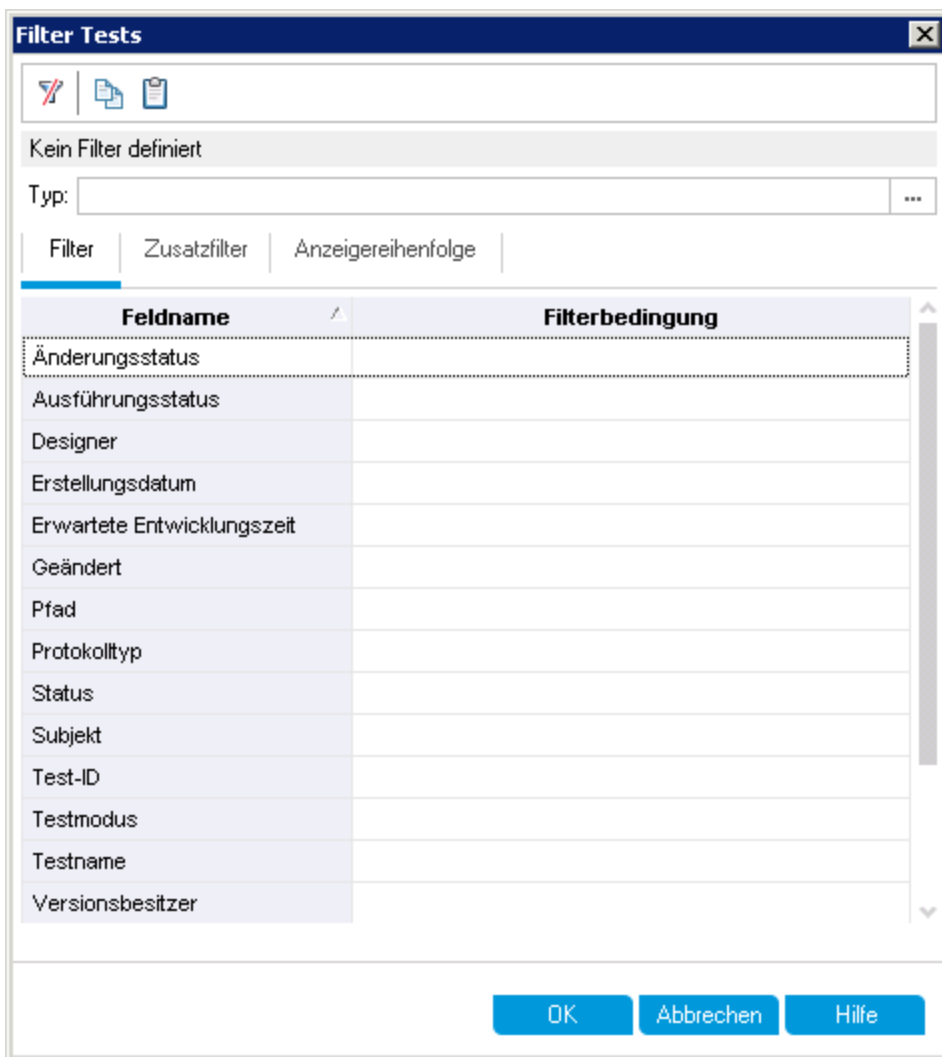 Filter Tests
Kein Filter definiert
Typ:
...
Filter Zusatzfilter Anzeigereihenfolge
Feldname Filterbedingung
Änderungsstatus
Ausführungsstatus
Designer
Erstellungsdatum
Erwartete Entwicklungszeit
Geändert
Pfad
Protokolltyp
Status
Subjekt
Test-ID
Testmodus
Testname
Versionsbesitzer
OK Abbrechen Hilfe